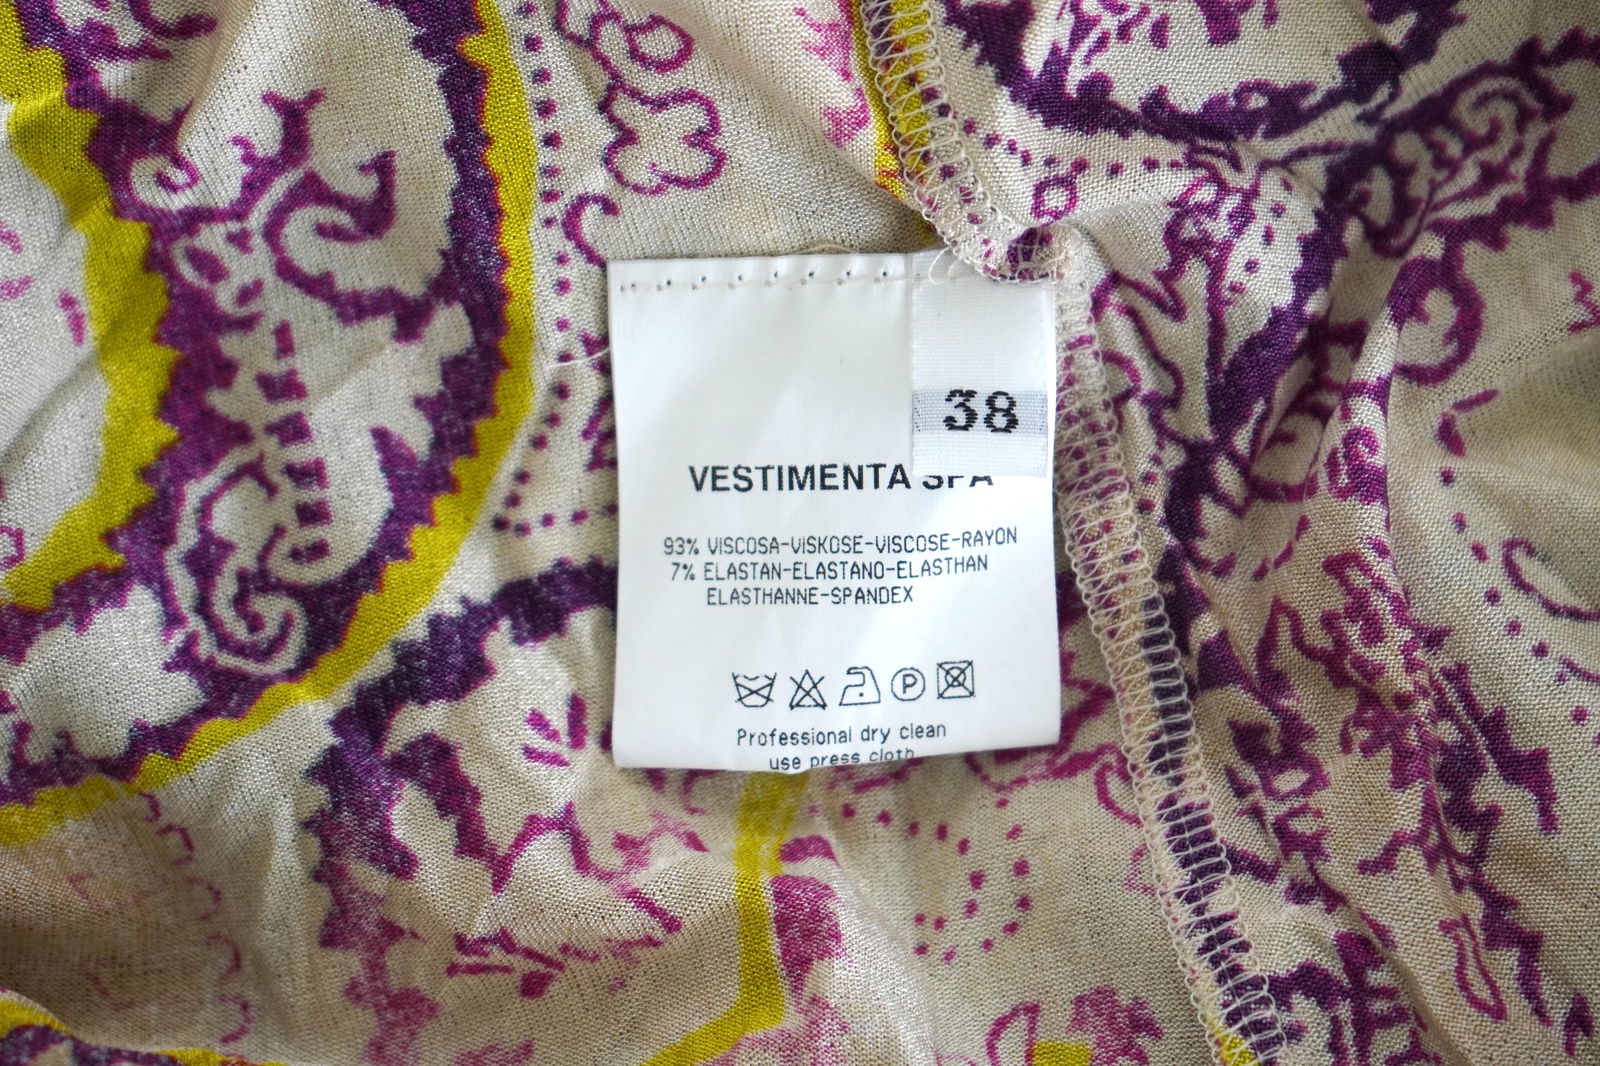 38
VESTIMENTA SPA
93% VISCOSA-VISKOSE-VISCOSE-RAYON
7% ELASTAN-ELASTANO-ELASTHAN
ELASTHANNE-SPANDEX
P
Professional dry clean
use press cloth